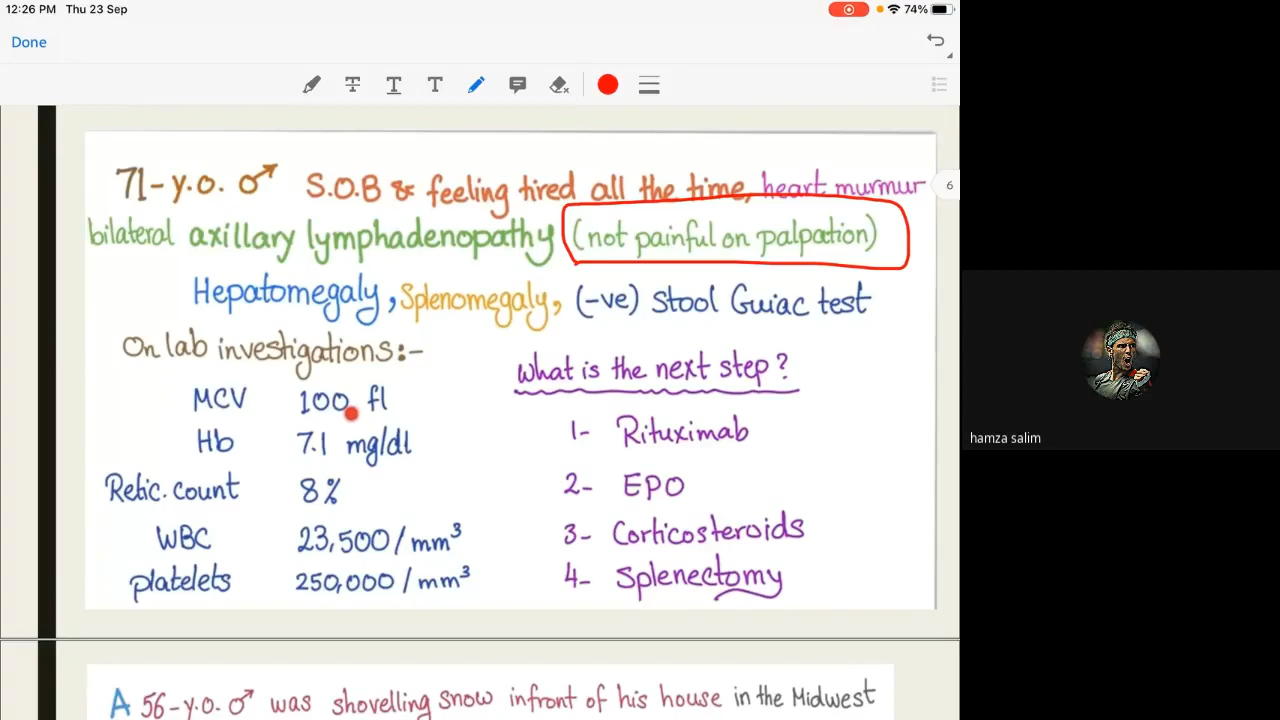 12:26 PM Thu 23 Sep
74%
Done
T T T
6
71-y.o. ♂ S.O.B & feeling tired all the time, heart murmur
bilateral axillary lymphadenopathy (not painful on palpation)
Hepatomegaly, Splenomegaly, (-ve) Stool Guiac test
On lab investigations:-
MCV 100 fl
Hb 7.1 mg/dl
Retic. count 8%
WBC 23,500/mm³
platelets 250,000/mm³
What is the next step?
1- Rituximab
2- EPO
3- Corticosteroids
4- Splenectomy
A 56-y.o. ♂ was shovelling snow infront of his house in the Midwest
hamza salim